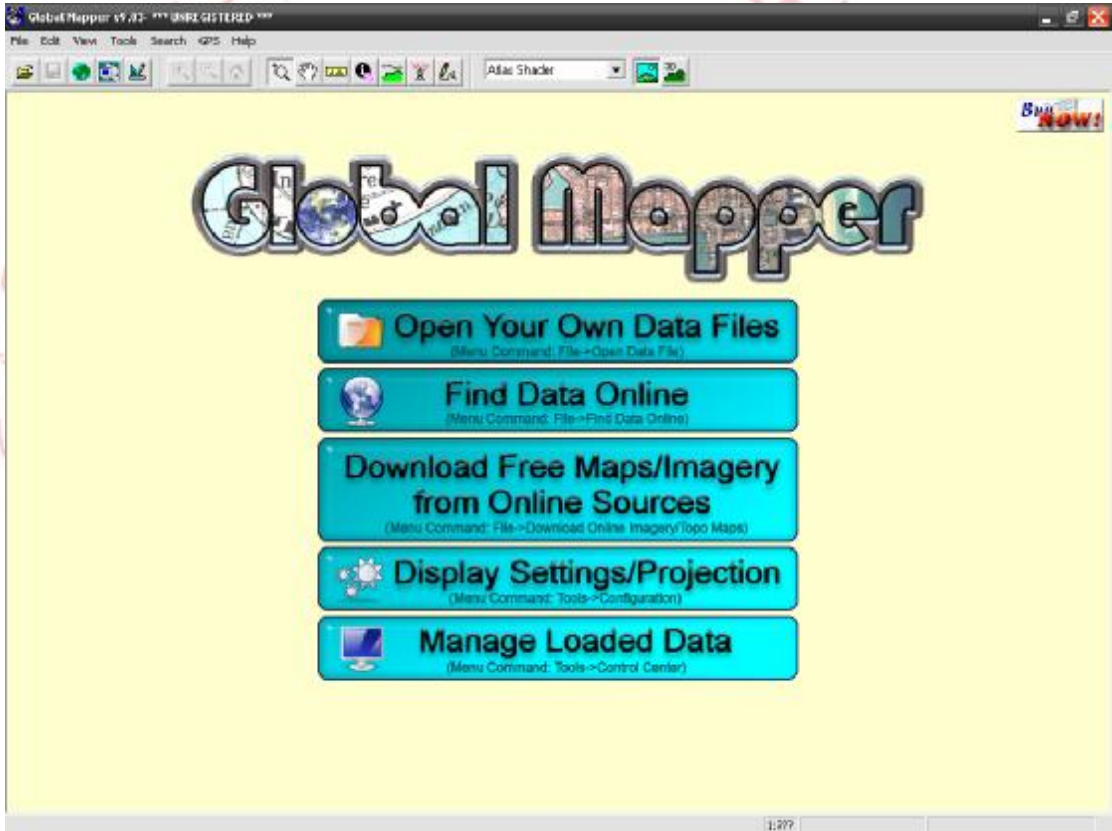 Global Mapper v9.03- *** UNREGISTERED ***
File Edit View Tools Search GPS Help
Atlas Shader
3D
Buy NOW!
Global Mapper
Open Your Own Data Files
(Menu Command: File->Open Data File)
Find Data Online
(Menu Command: File->Find Data Online)
Download Free Maps/Imagery
from Online Sources
(Menu Command: File->Download Online Imagery/Topo Maps)
Display Settings/Projection
(Menu Command: Tools->Configuration)
Manage Loaded Data
(Menu Command: Tools->Control Center)
1:???